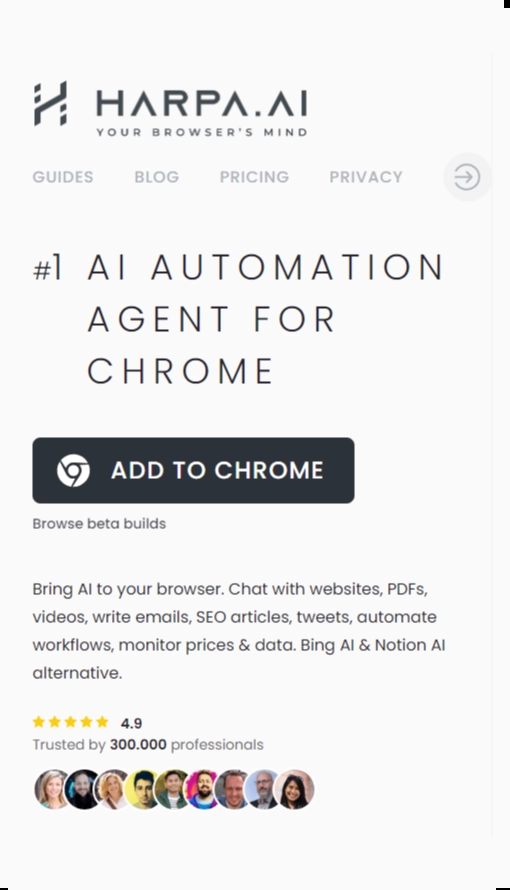 HARPA.AI
YOUR BROWSER'S MIND
GUIDES BLOG PRICING PRIVACY
#1 AI AUTOMATION
AGENT FOR
CHROME
ADD TO CHROME
Browse beta builds
Bring AI to your browser. Chat with websites, PDFs,
videos, write emails, SEO articles, tweets, automate
workflows, monitor prices & data. Bing AI & Notion AI
alternative.
4.9
Trusted by 300.000 professionals